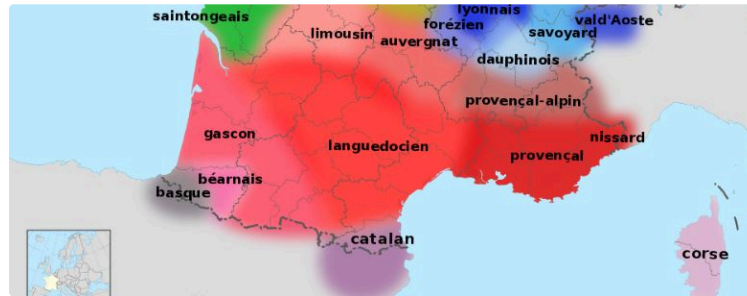 lyonnais
saintongeais
forézien
vald'Aoste
limousin
savoyard
auvergnat
dauphinois
provençal-alpin
gascon
nissard
languedocien
provençal
béarnais
basque
catalan
corse